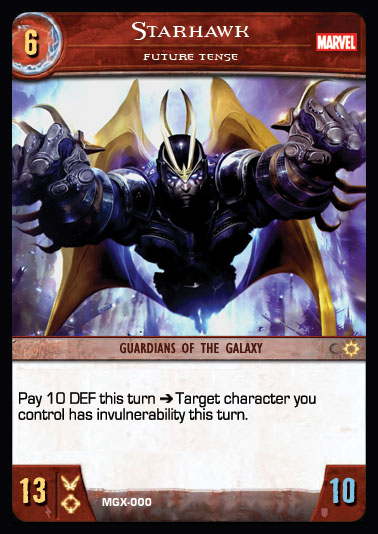 6
STARHAWK
FUTURE TENSE
MARVEL
GUARDIANS OF THE GALAXY
C
Pay 10 DEF this turn ➔ Target character you
control has invulnerability this turn.
13
MGX-000
10